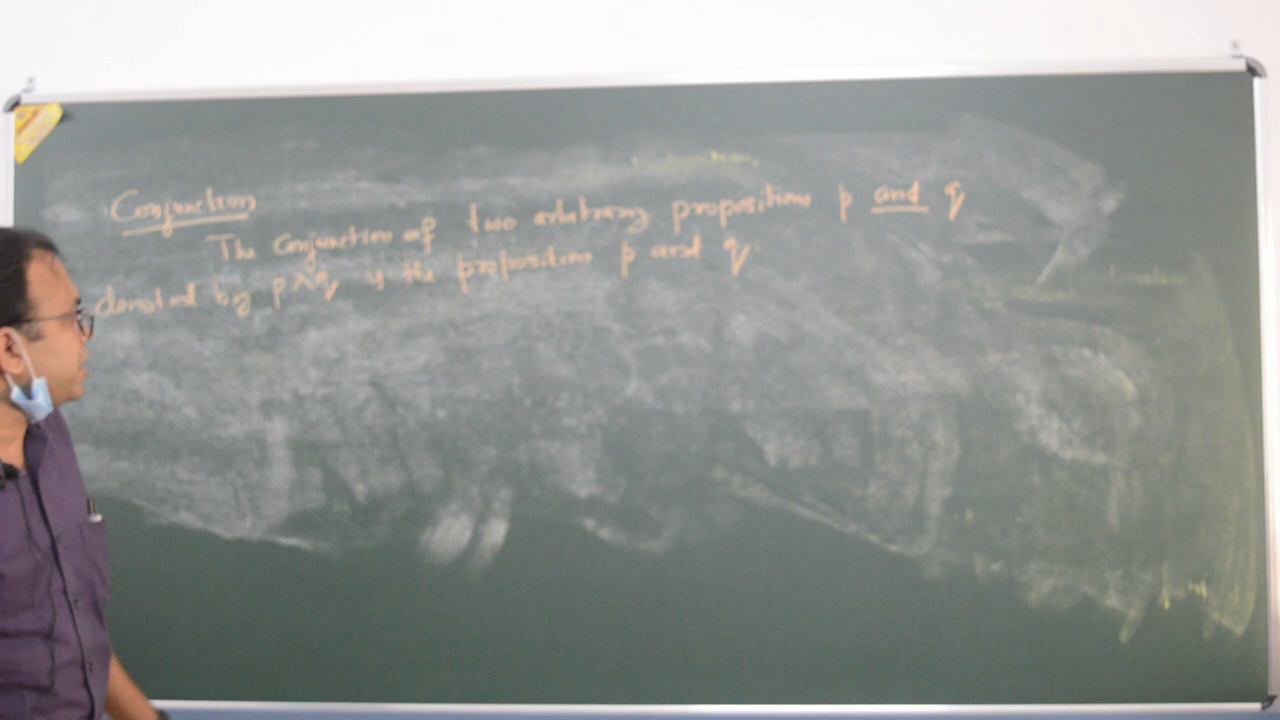 Conjunction
The Conjunction of two arbitrary propositions p and q
denoted by p∧q is the proposition p and q.